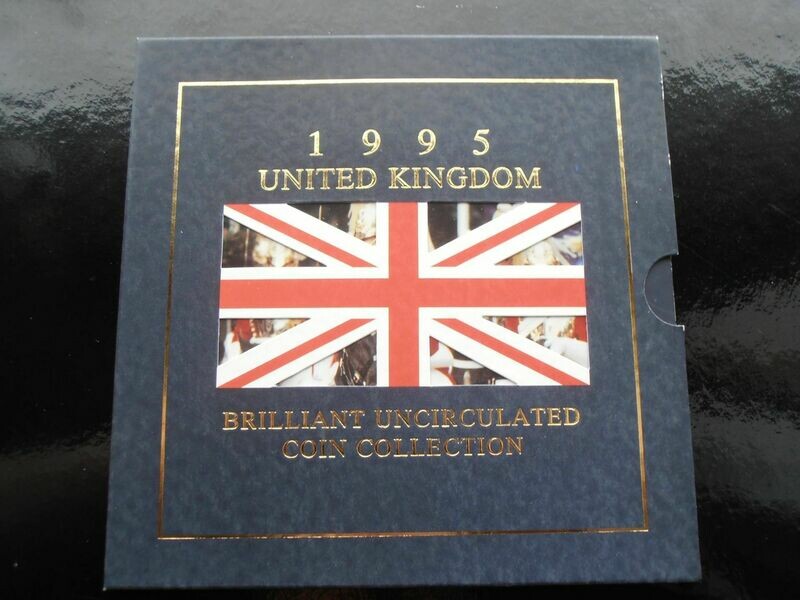 1995
UNITED KINGDOM
BRILLIANT UNCIRCULATED
COIN COLLECTION